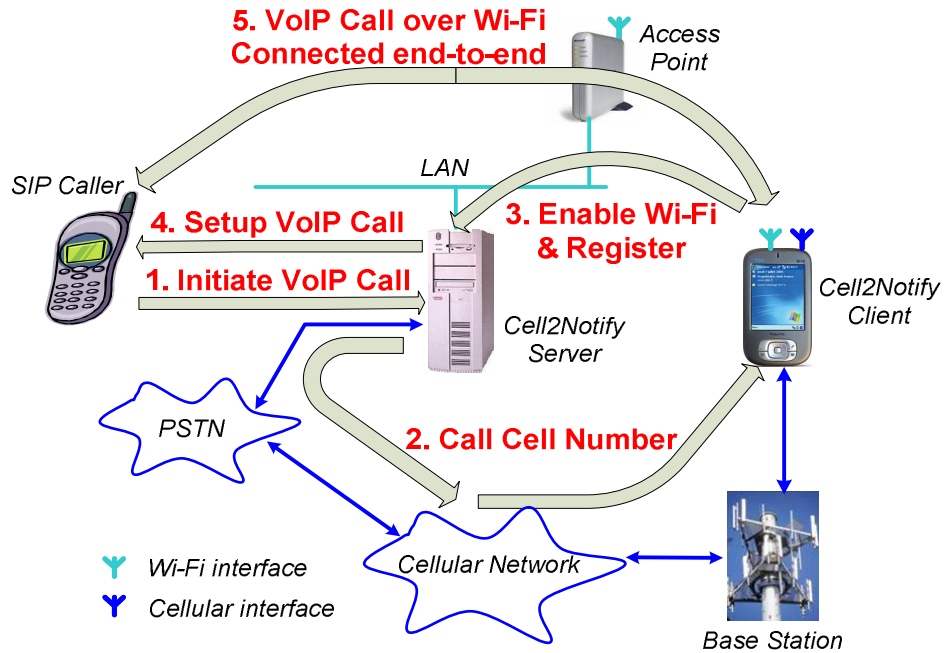 5. VoIP Call over Wi-Fi
Connected end-to-end
Access
Point
LAN
SIP Caller
4. Setup VoIP Call
3. Enable Wi-Fi
& Register
1. Initiate VoIP Call
Cell2Notify
Client
Cell2Notify
Server
PSTN
2. Call Cell Number
Cellular Network
Wi-Fi interface
Cellular interface
Base Station